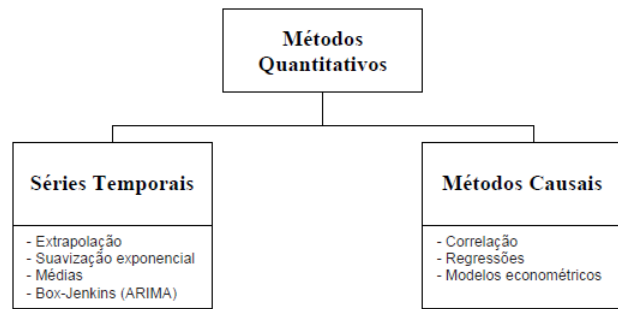 Métodos
Quantitativos
Séries Temporais
- Extrapolação
- Suavização exponencial
- Médias
- Box-Jenkins (ARIMA)
Métodos Causais
- Correlação
- Regressões
- Modelos econométricos